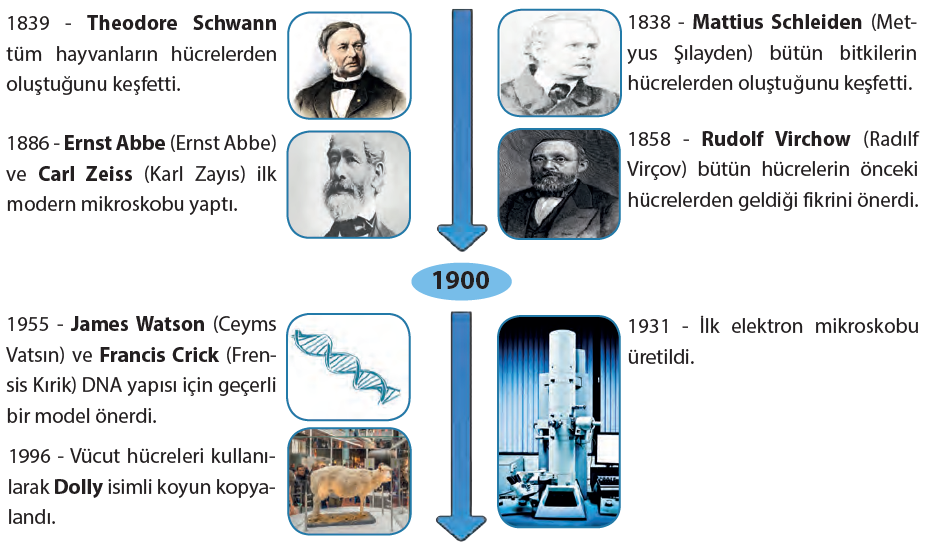 1839 - Theodore Schwann
tüm hayvanların hücrelerden
oluştuğunu keşfetti.
1838 - Mattius Schleiden (Met-
yus Şılayden) bütün bitkilerin
hücrelerden oluştuğunu keşfetti.
1886 - Ernst Abbe (Ernst Abbe)
ve Carl Zeiss (Karl Zayıs) ilk
modern mikroskobu yaptı.
1858 - Rudolf Virchow (Radılf
Virçov) bütün hücrelerin önceki
hücrelerden geldiği fikrini önerdi.
1900
1955 - James Watson (Ceyms
Vatsın) ve Francis Crick (Fren-
sis Kırik) DNA yapısı için geçerli
bir model önerdi.
1931 - İlk elektron mikroskobu
üretildi.
1996 - Vücut hücreleri kullanı-
larak Dolly isimli koyun kopya-
landı.